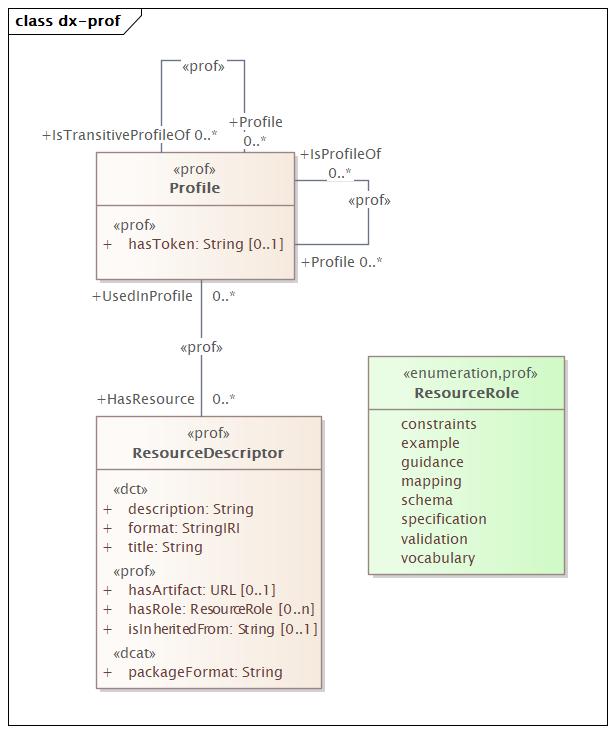 class dx-prof
«prof»
+IsTransitiveProfileOf 0..*
+Profile
0..*
+IsProfileOf
0..*
«prof»
+Profile 0..*
«prof»
Profile
«prof»
+ hasToken: String [0..1]
+UsedInProfile 0..*
«prof»
+HasResource 0..*
«prof»
ResourceDescriptor
«dct»
+ description: String
+ format: StringIRI
+ title: String
«prof»
+ hasArtifact: URL [0..1]
+ hasRole: ResourceRole [0..n]
+ isInheritedFrom: String [0..1]
«dcat»
+ packageFormat: String
«enumeration,prof»
ResourceRole
constraints
example
guidance
mapping
schema
specification
validation
vocabulary